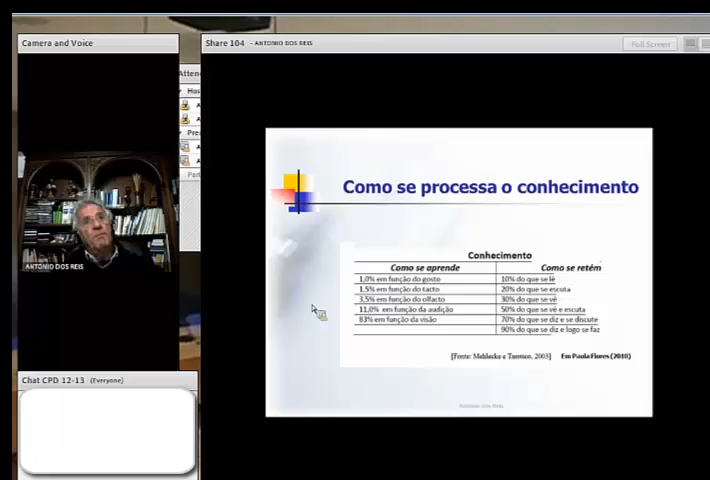 Camera and Voice
Share 104 - ANTONIO DOS REIS
Full Screen
Atten
Hos
Pre
Part
ANTONIO DOS REIS
Chat CPD 12-13 (Everyone)
Como se processa o conhecimento
Conhecimento
Como se aprende Como se retém
1,0% em função do gosto 10% do que se lê
1,5% em função do tacto 20% do que se escuta
3,5% em função do olfacto 30% do que se vê
11,0% em função da audição 50% do que se vê e escuta
83% em função da visão 70% do que se diz e se discute
90% do que se diz e logo se faz
[Fonte: 2003] Em Paula Flores (2010)